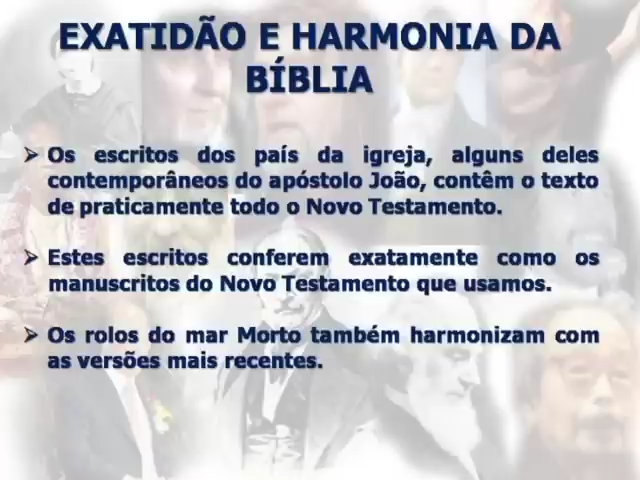 EXATIDÃO E HARMONIA DA
BÍBLIA
➢ Os escritos dos país da igreja, alguns deles
contemporâneos do apóstolo João, contêm o texto
de praticamente todo o Novo Testamento.
➢ Estes escritos conferem exatamente como os
manuscritos do Novo Testamento que usamos.
➢ Os rolos do mar Morto também harmonizam com
as versões mais recentes.